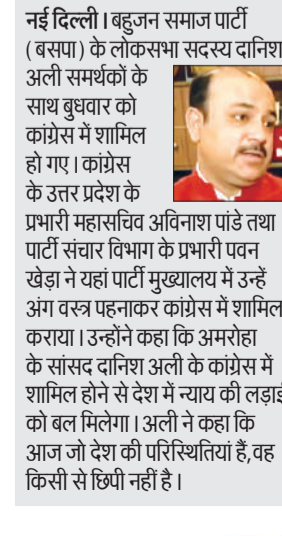 नई दिल्ली । बहुजन समाज पार्टी
( बसपा) के लोकसभा सदस्य दानिश
अली समर्थकों के
साथ बुधवार को
कांग्रेस में शामिल
हो गए । कांग्रेस
के उत्तर प्रदेश के
प्रभारी महासचिव अविनाश पांडे तथा
पार्टी संचार विभाग के प्रभारी पवन
खेड़ा ने यहां पार्टी मुख्यालय में उन्हें
अंग वस्त्र पहनाकर कांग्रेस में शामिल
कराया । उन्होंने कहा कि अमरोहा
के सांसद दानिश अली के कांग्रेस में
शामिल होने से देश में न्याय की लड़ाई
को बल मिलेगा । अली ने कहा कि
आज जो देश की परिस्थितियां हैं, वह
किसी से छिपी नहीं है ।